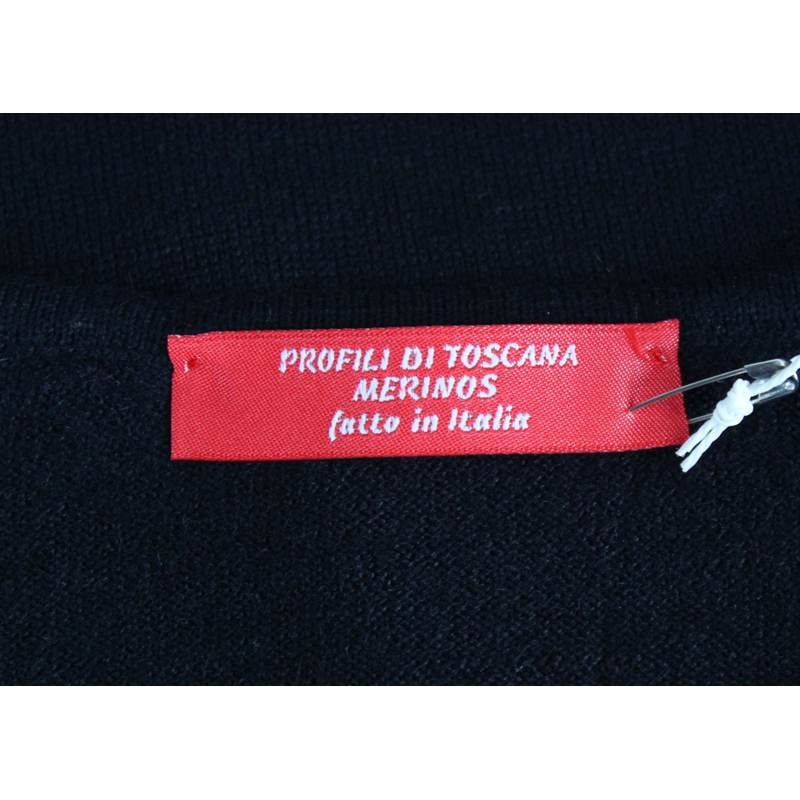 PROFILI DI TOSCANA
MERINOS
fatto in Italia